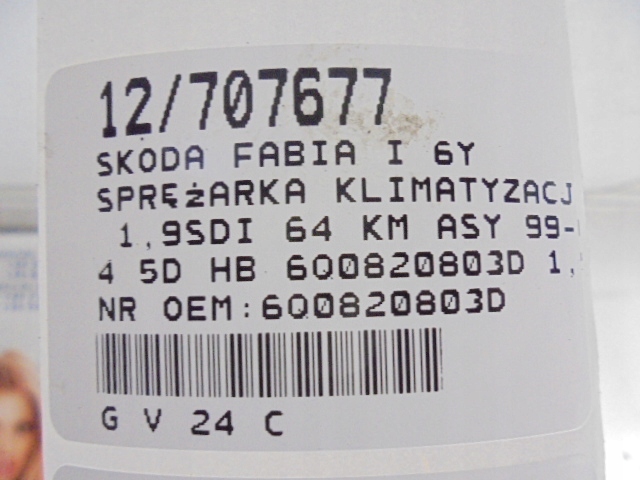 12/707677
SKODA FABIA I 6Y
SPRĘŻARKA KLIMATYZACJ
1,9SDI 64 KM ASY 99-
4 5D HB 6Q0820803D 1,
NR OEM:6Q0820803D
G V 24 C